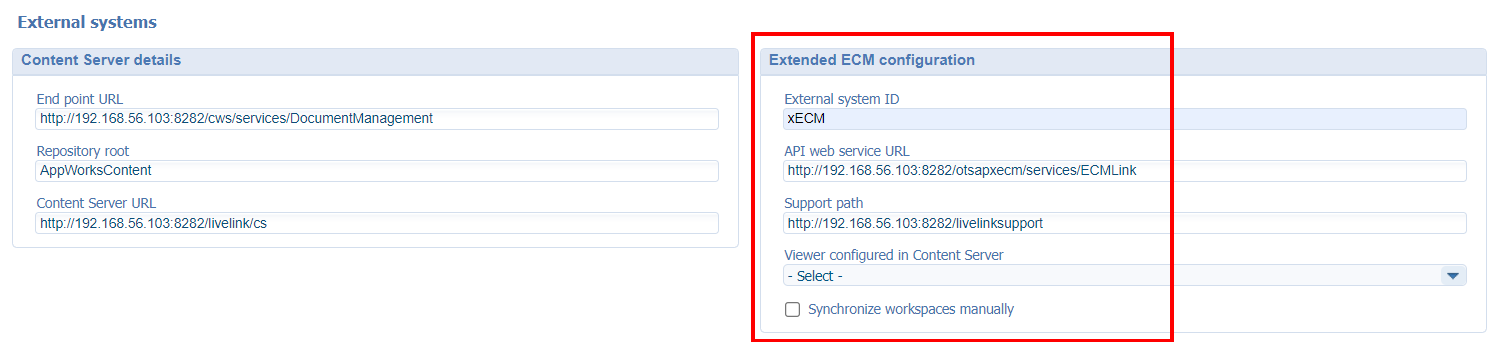 External systems
Content Server details
End point URL
http://192.168.56.103:8282/cws/services/DocumentManagement
Repository root
AppWorksContent
Content Server URL
http://192.168.56.103:8282/livelink/cs
Extended ECM configuration
External system ID
xECM
API web service URL
http://192.168.56.103:8282/otsapxecm/services/ECMLink
Support path
http://192.168.56.103:8282/livelinksupport
Viewer configured in Content Server
- Select -
Synchronize workspaces manually